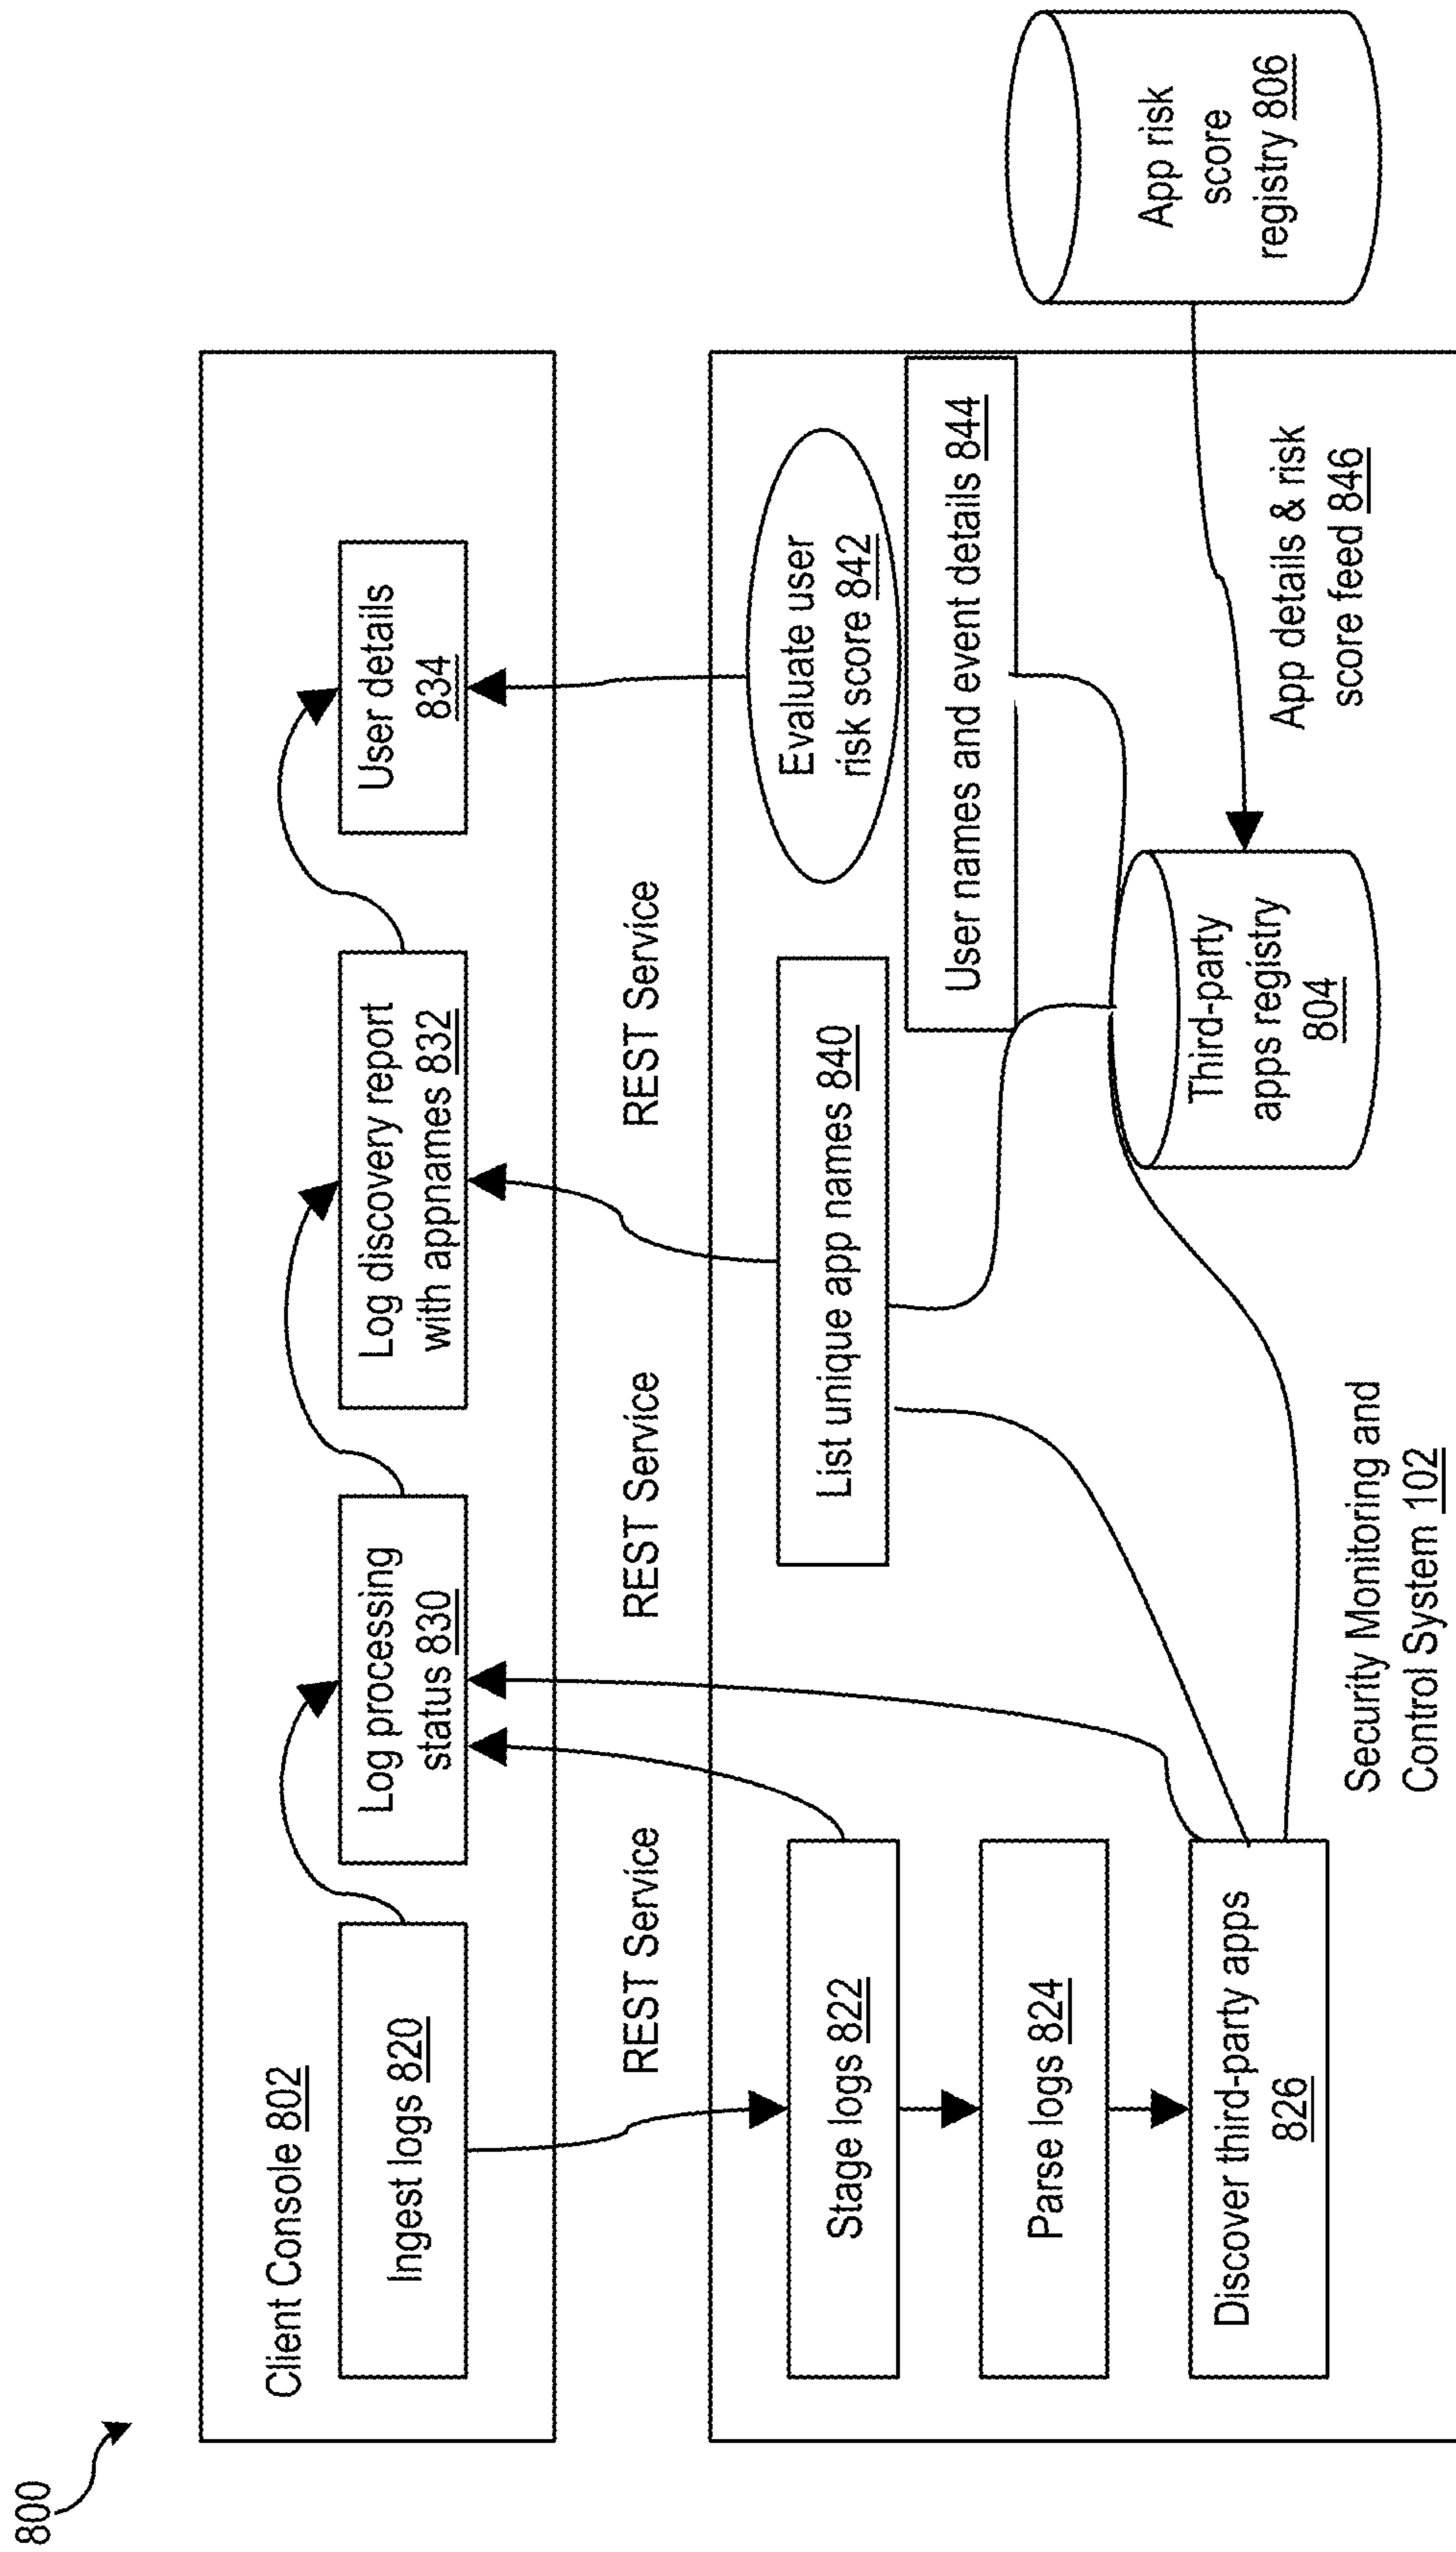 800
Client Console 802
Ingest logs 820
Log processing
status 830
Log discovery report
with appnames 832
User details
834
REST Service
REST Service
REST Service
Stage logs 822
Parse logs 824
Discover third-party apps
826
List unique app names 840
Evaluate user
risk score 842
User names and event details 844
Third-party
apps registry
804
App details & risk
score feed 846
App risk
score
registry 806
Security Monitoring and
Control System 102